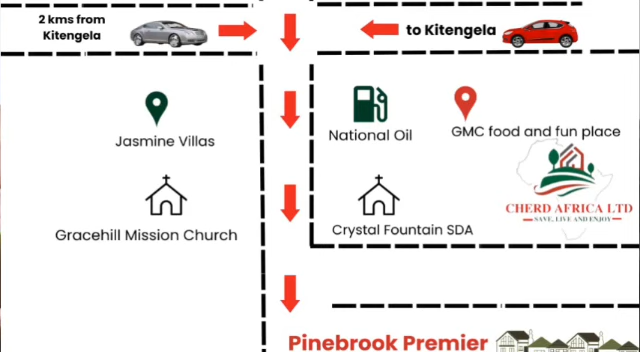 2 kms from
Kitengela
to Kitengela
Jasmine Villas
National Oil
GMC food and fun place
CHERD AFRICA LTD
SAVE, LIVE AND ENJOY
Gracehill Mission Church
Crystal Fountain SDA
Pinebrook Premier